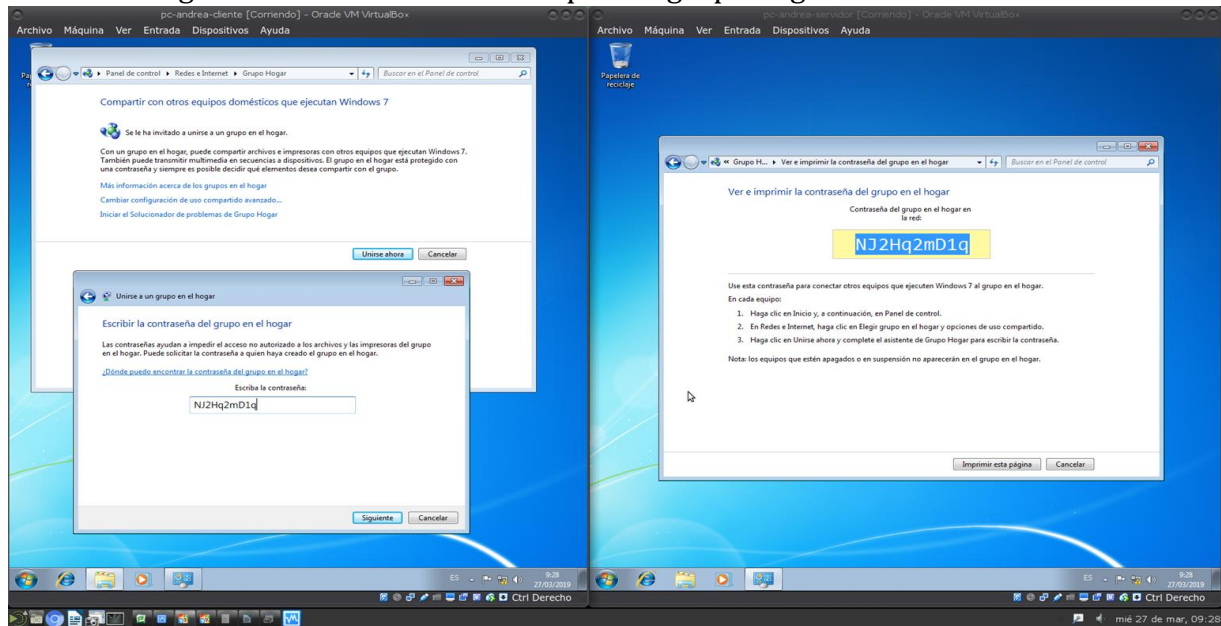 pc-andrea-cliente [Corriendo] - Oracle VM VirtualBox
Archivo Máquina Ver Entrada Dispositivos Ayuda
Panel de control Redes e Internet Grupo Hogar
Buscar en el Panel de control
Compartir con otros equipos domésticos que ejecutan Windows 7
Se le ha invitado a unirse a un grupo en el hogar.
Con un grupo en el hogar, puede compartir archivos e impresoras con otros equipos que ejecutan Windows 7.
También puede transmitir multimedia en secuencias a dispositivos. El grupo en el hogar está protegido con
una contraseña y siempre es posible decidir qué elementos desea compartir con el grupo.
Más información acerca de los grupos en el hogar
Cambiar configuración de uso compartido avanzado...
Iniciar el Solucionador de problemas de Grupo Hogar
Unirse ahora Cancelar
Unirse a un grupo en el hogar
Escribir la contraseña del grupo en el hogar
Las contraseñas ayudan a impedir el acceso no autorizado a los archivos y las impresoras del grupo
en el hogar. Puede solicitar la contraseña a quien haya creado el grupo en el hogar.
¿Dónde puedo encontrar la contraseña del grupo en el hogar?
Escriba la contraseña:
NJ2Hq2mD1q
Siguiente Cancelar
ES 9:28
27/03/2019
Ctrl Derecho
pc-andrea-servidor [Corriendo] - Oracle VM VirtualBox
Archivo Máquina Ver Entrada Dispositivos Ayuda
Papelera de
reciclaje
Grupo H... Ver e imprimir la contraseña del grupo en el hogar
Buscar en el Panel de control
Ver e imprimir la contraseña del grupo en el hogar
Contraseña del grupo en el hogar en
la red:
NJ2Hq2mD1q
Use esta contraseña para conectar otros equipos que ejecuten Windows 7 al grupo en el hogar.
En cada equipo:
1. Haga clic en Inicio y, a continuación, en Panel de control.
2. En Redes e Internet, haga clic en Elegir grupo en el hogar y opciones de uso compartido.
3. Haga clic en Unirse ahora y complete el asistente de Grupo Hogar para escribir la contraseña.
Nota: los equipos que estén apagados o en suspensión no aparecerán en el grupo en el hogar.
Imprimir esta página Cancelar
ES 9:28
27/03/2019
Ctrl Derecho
mié 27 de mar, 09:28